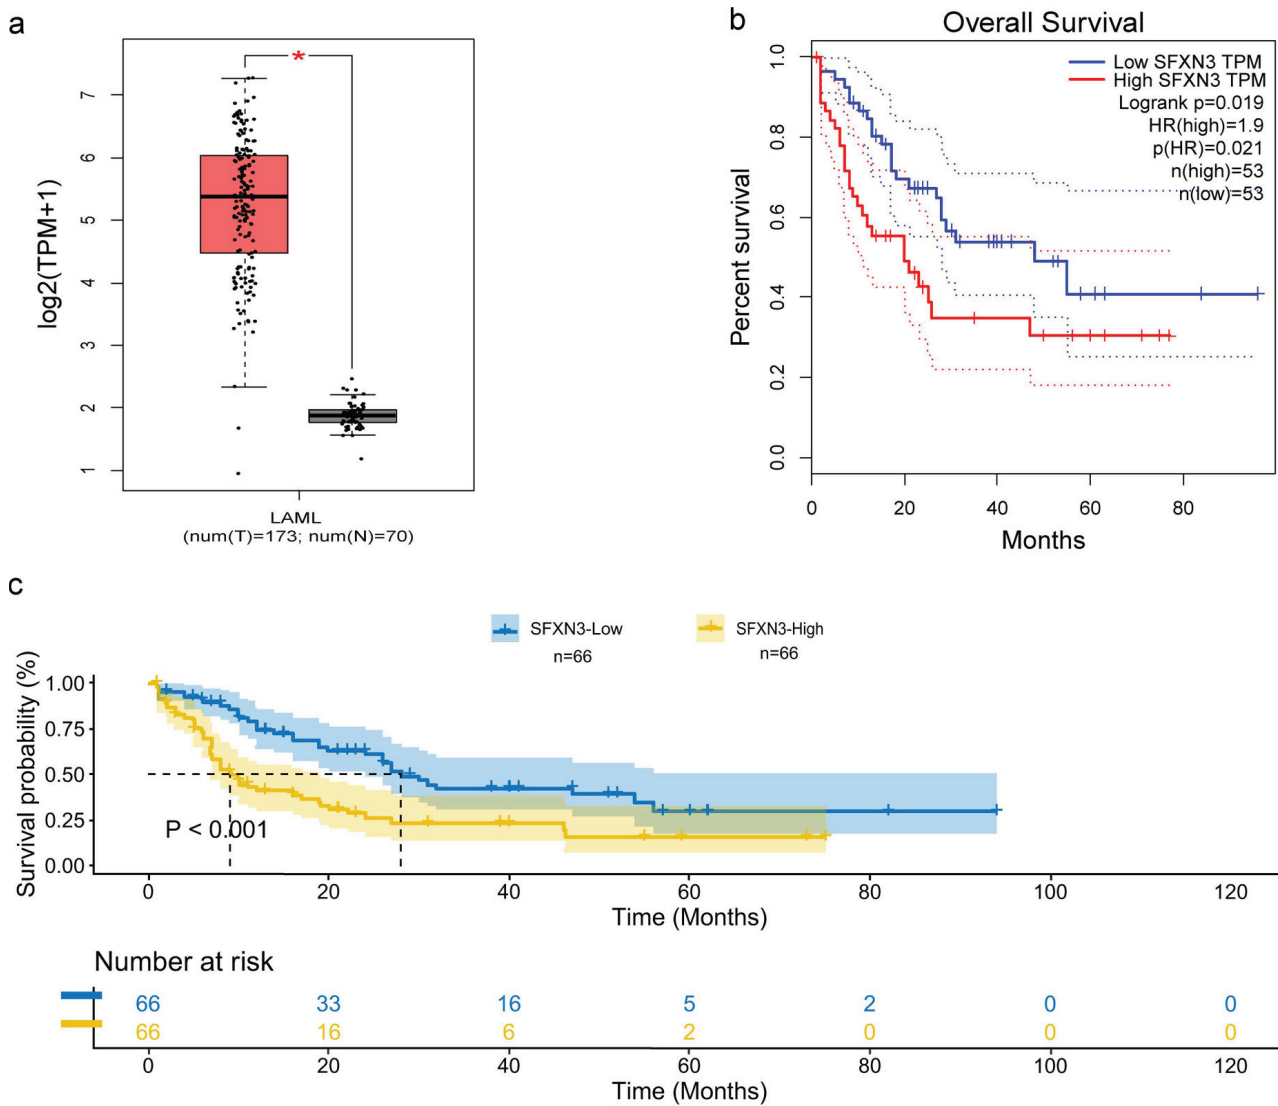 a
*
log2(TPM+1)
7
6
5
4
3
2
1
LAML
(num(T)=173; num(N)=70)
b
Overall Survival
Low SFXN3 TPM
High SFXN3 TPM
Logrank p=0.019
HR(high)=1.9
p(HR)=0.021
n(high)=53
n(low)=53
Percent survival
1.0
0.8
0.6
0.4
0.2
0.0
0 20 40 60 80
Months
c
SFXN3-Low
n=66
SFXN3-High
n=66
Survival probability (%)
1.00
0.75
0.50
0.25
0.00
P < 0.001
0 20 40 60 80 100 120
Time (Months)
Number at risk
66 33 16 5 2 0 0
66 16 6 2 0 0 0
0 20 40 60 80 100 120
Time (Months)